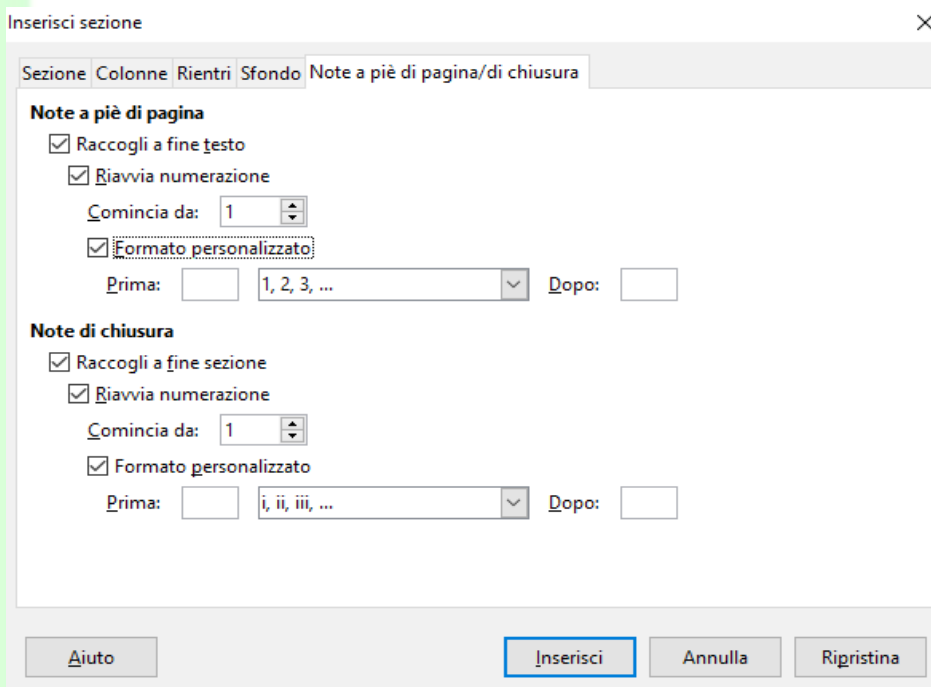 Inserisci sezione
Sezione Colonne Rientri Sfondo Note a piè di pagina/di chiusura
Note a piè di pagina
Raccogli a fine testo
Riavvia numerazione
Comincia da: 1
Formato personalizzato
Prima: 1, 2, 3, ... Dopo:
Note di chiusura
Raccogli a fine sezione
Riavvia numerazione
Comincia da: 1
Formato personalizzato
Prima: i, ii, iii, ... Dopo:
Aiuto Inserisci Annulla Ripristina